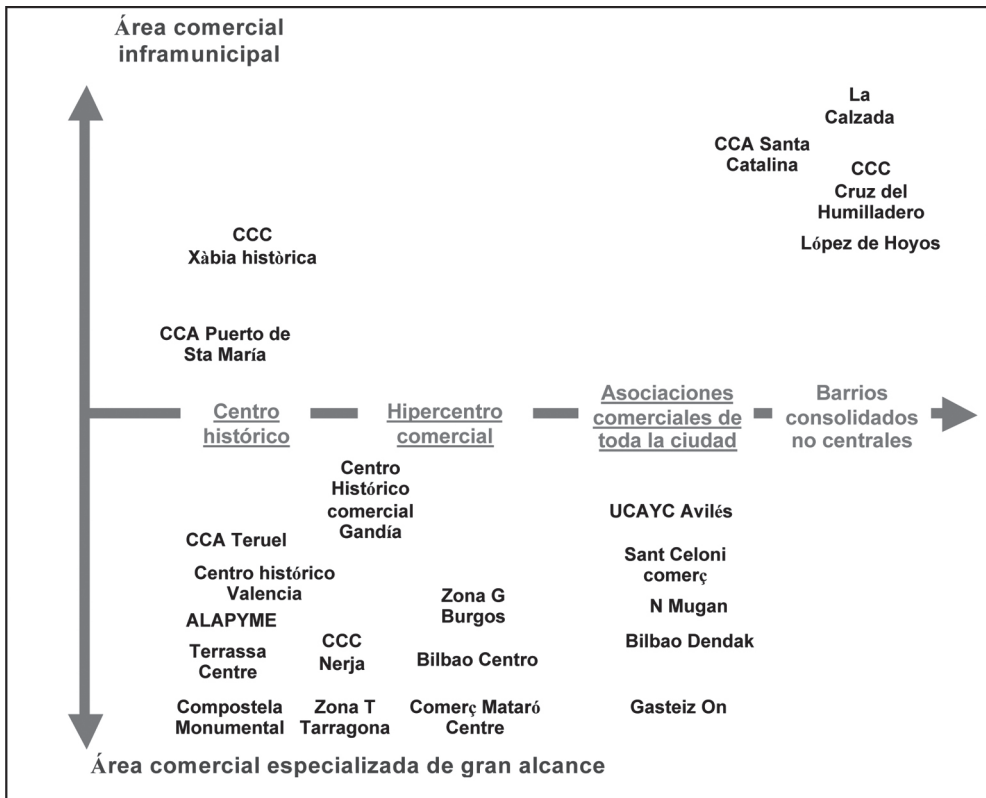 Área comercial
inframunicipal
La
Calzada
CCA Santa
Catalina
CCC
Cruz del
Humilladero
López de Hoyos
CCC
Xàbia històrica
CCA Puerto de
Sta María
Centro
histórico
Hipercentro
comercial
Asociaciones
comerciales de
toda la ciudad
Barrios
consolidados
no centrales
Centro
Histórico
comercial
Gandía
UCAYC Avilés
CCA Teruel
Sant Celoni
comerç
Centro histórico
Valencia
Zona G
Burgos
N Mugan
ALAPYME
CCC
Nerja
Bilbao Dendak
Terrassa
Centre
Bilbao Centro
Compostela
Monumental
Zona T
Tarragona
Comerç Mataró
Centre
Gasteiz On
Área comercial especializada de gran alcance